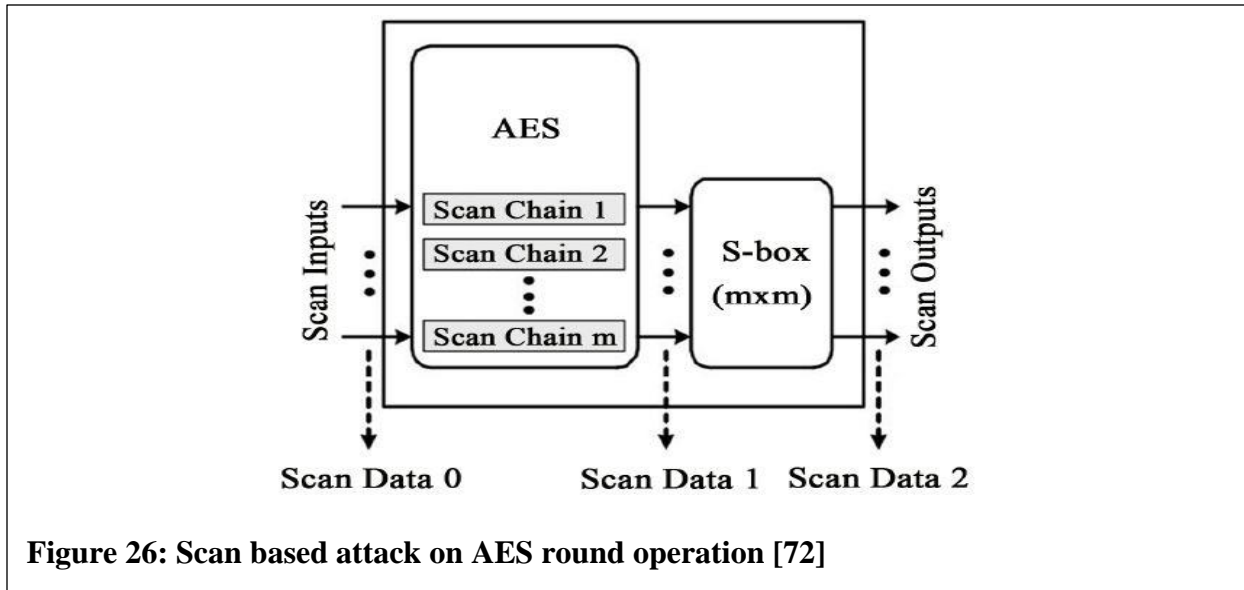 AES
Scan Chain 1
Scan Chain 2
Scan Chain m
Scan Inputs
S-box
(mxm)
Scan Outputs
Scan Data 0
Scan Data 1
Scan Data 2
Figure 26: Scan based attack on AES round operation [72]